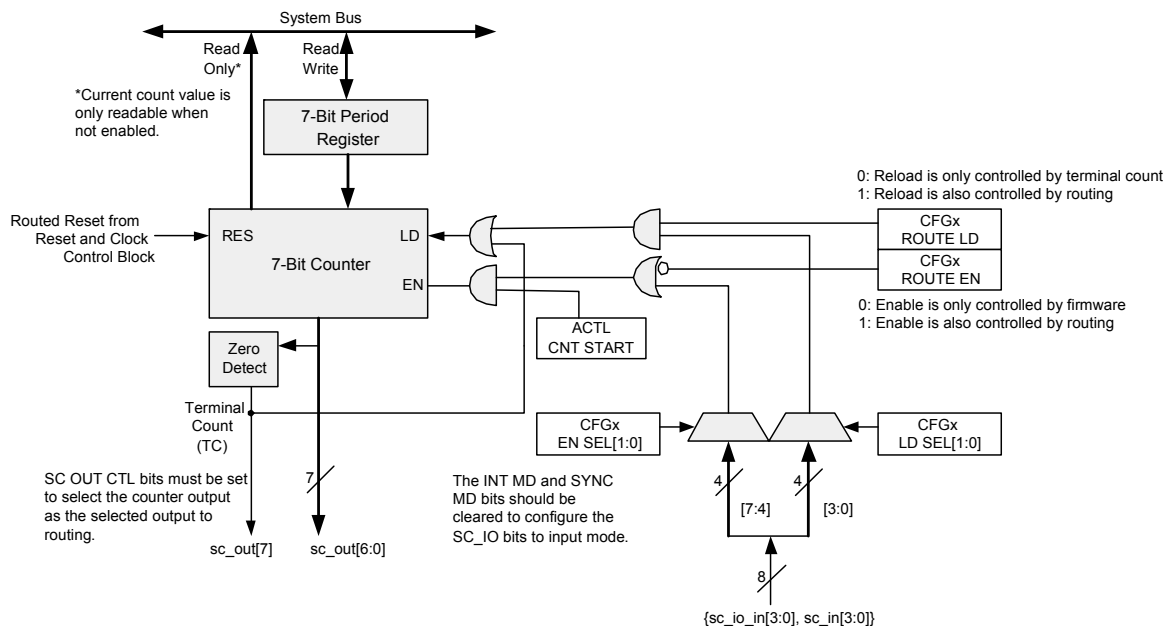 System Bus
Read
Only*
Read
Write
*Current count value is
only readable when
not enabled.
7-Bit Period
Register
0: Reload is only controlled by terminal count
1: Reload is also controlled by routing
Routed Reset from
Reset and Clock
Control Block
RES
LD
7-Bit Counter
EN
CFGx
ROUTE LD
CFGx
ROUTE EN
0: Enable is only controlled by firmware
1: Enable is also controlled by routing
ACTL
CNT START
Zero
Detect
Terminal
Count
(TC)
CFGx
EN SEL[1:0]
CFGx
LD SEL[1:0]
SC OUT CTL bits must be set
to select the counter output
as the selected output to
routing.
7
The INT MD and SYNC
MD bits should be
cleared to configure the
SC_IO bits to input mode.
4
4
[7:4]
[3:0]
sc_out[7]
sc_out[6:0]
8
{sc_io_in[3:0], sc_in[3:0]}